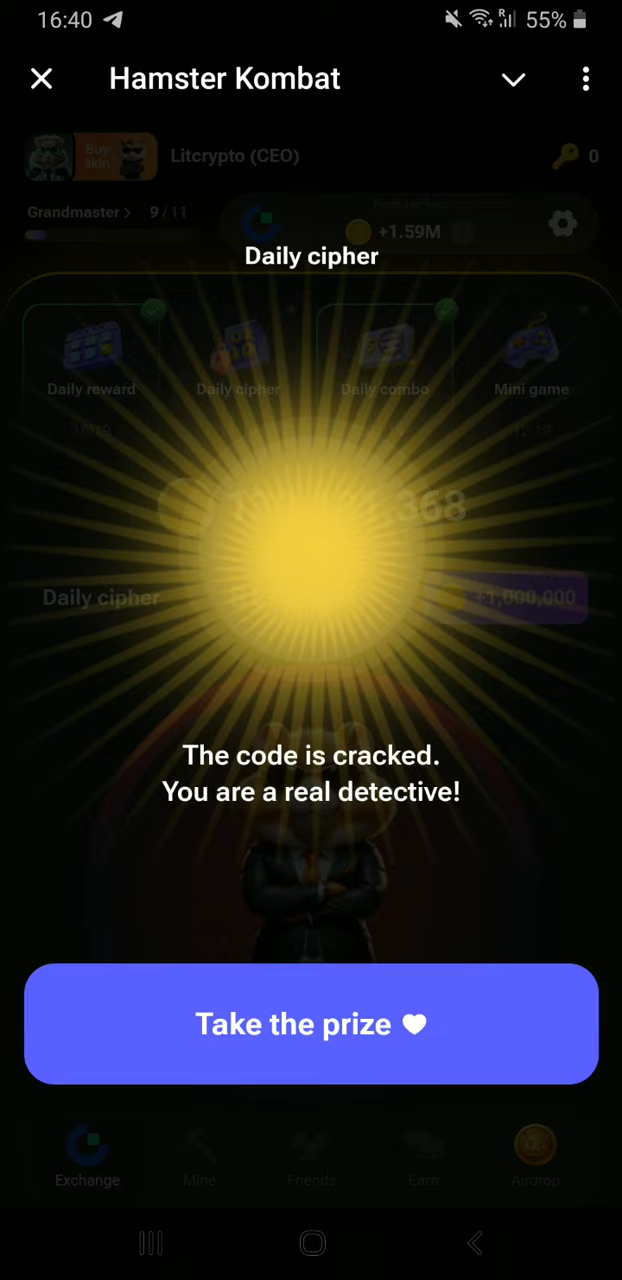 16:40
R
55%
Hamster Kombat
Buy
skin
Litcrypto (CEO)
0
Grandmaster >
9 / 11
+1.59M
Daily cipher
Daily reward
Daily cipher
Daily combo
Mini game
Daily cipher
+1,000,000
The code is cracked.
You are a real detective!
Take the prize
Exchange
Mine
Friends
Earn
Airdrop